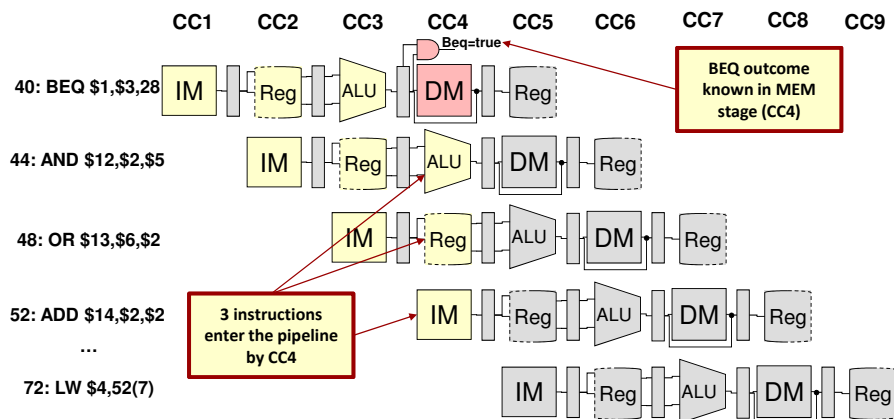 CC1 CC2 CC3 CC4 CC5 CC6 CC7 CC8 CC9
Beq=true
BEQ outcome
known in MEM
stage (CC4)
40: BEQ $1,$3,28
IM Reg ALU DM Reg
44: AND $12,$2,$5
IM Reg ALU DM Reg
48: OR $13,$6,$2
IM Reg ALU DM Reg
52: ADD $14,$2,$2
IM Reg ALU DM Reg
3 instructions
enter the pipeline
by CC4
...
72: LW $4,52(7)
IM Reg ALU DM Reg